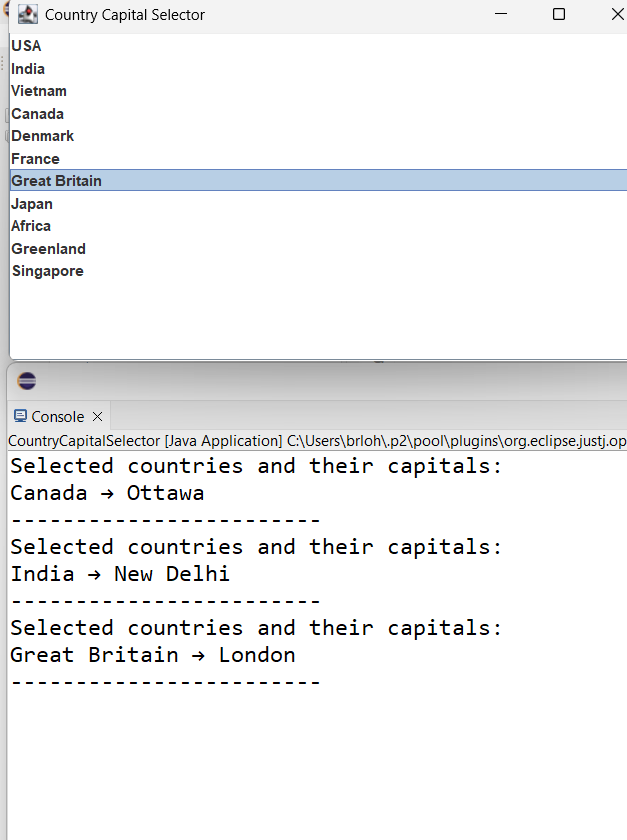 Country Capital Selector
USA
India
Vietnam
Canada
Denmark
France
Great Britain
Japan
Africa
Greenland
Singapore
Console
CountryCapitalSelector [Java Application] C:\Users\brloh\.p2\pool\plugins\org.eclipse.justj.op
Selected countries and their capitals:
Canada → Ottawa
------------------------
Selected countries and their capitals:
India → New Delhi
------------------------
Selected countries and their capitals:
Great Britain → London
------------------------